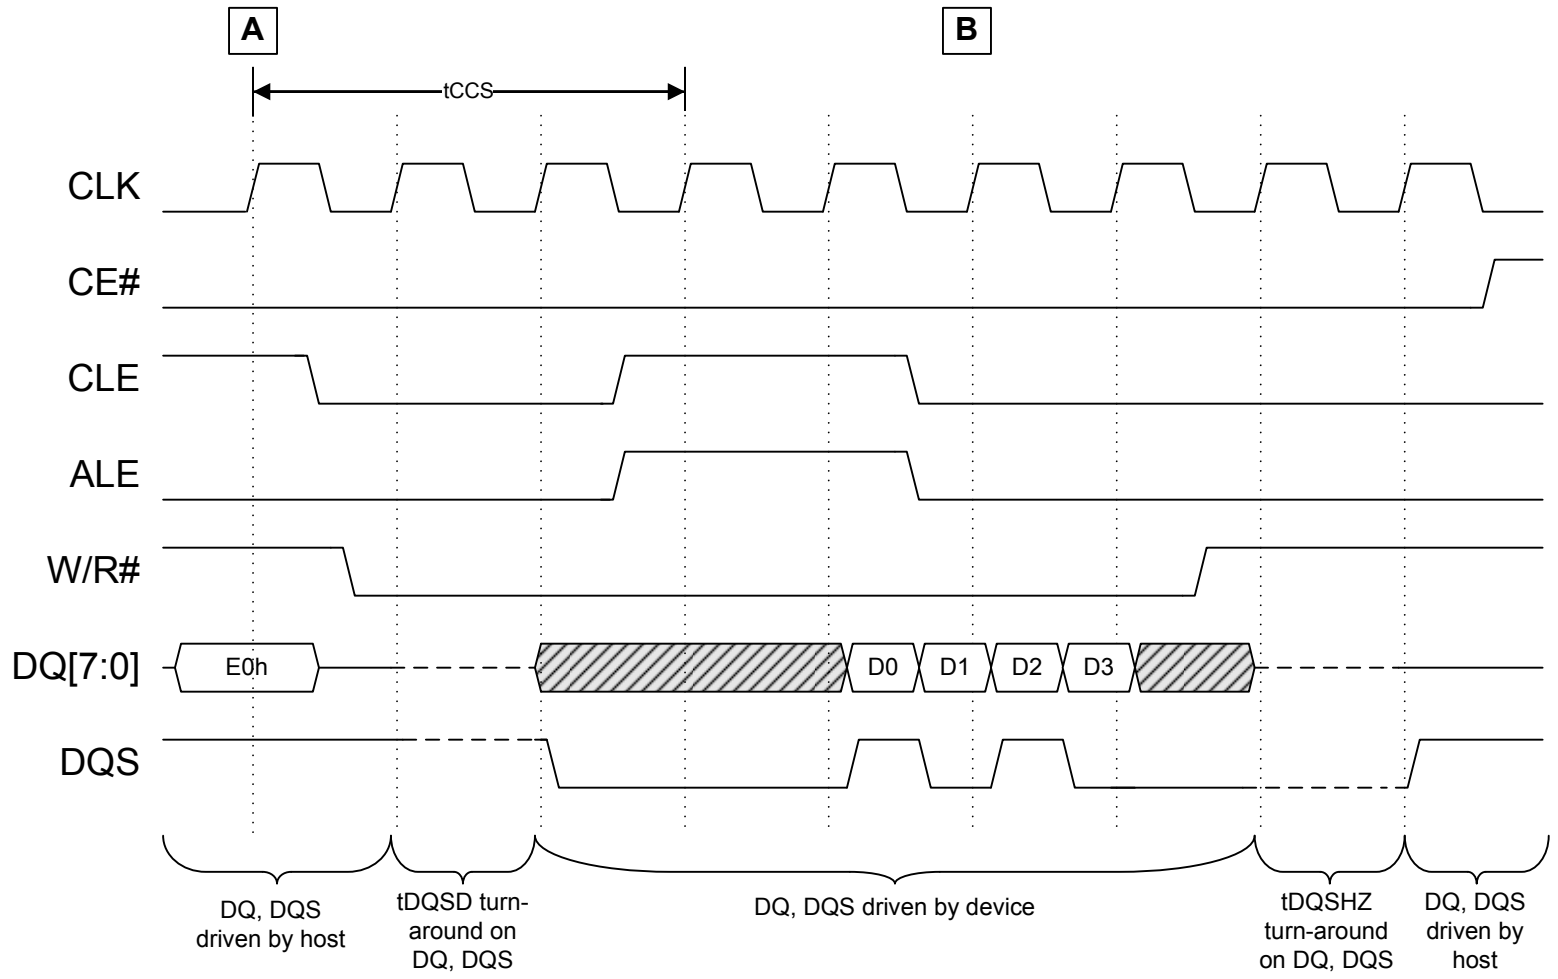 A
B
tCCS
CLK
CE#
CLE
ALE
W/R#
DQ[7:0]
E0h
D0
D1
D2
D3
DQS
DQ, DQS
driven by host
tDQSD turn-
around on
DQ, DQS
DQ, DQS driven by device
tDQSHZ
turn-around
on DQ, DQS
DQ, DQS
driven by
host